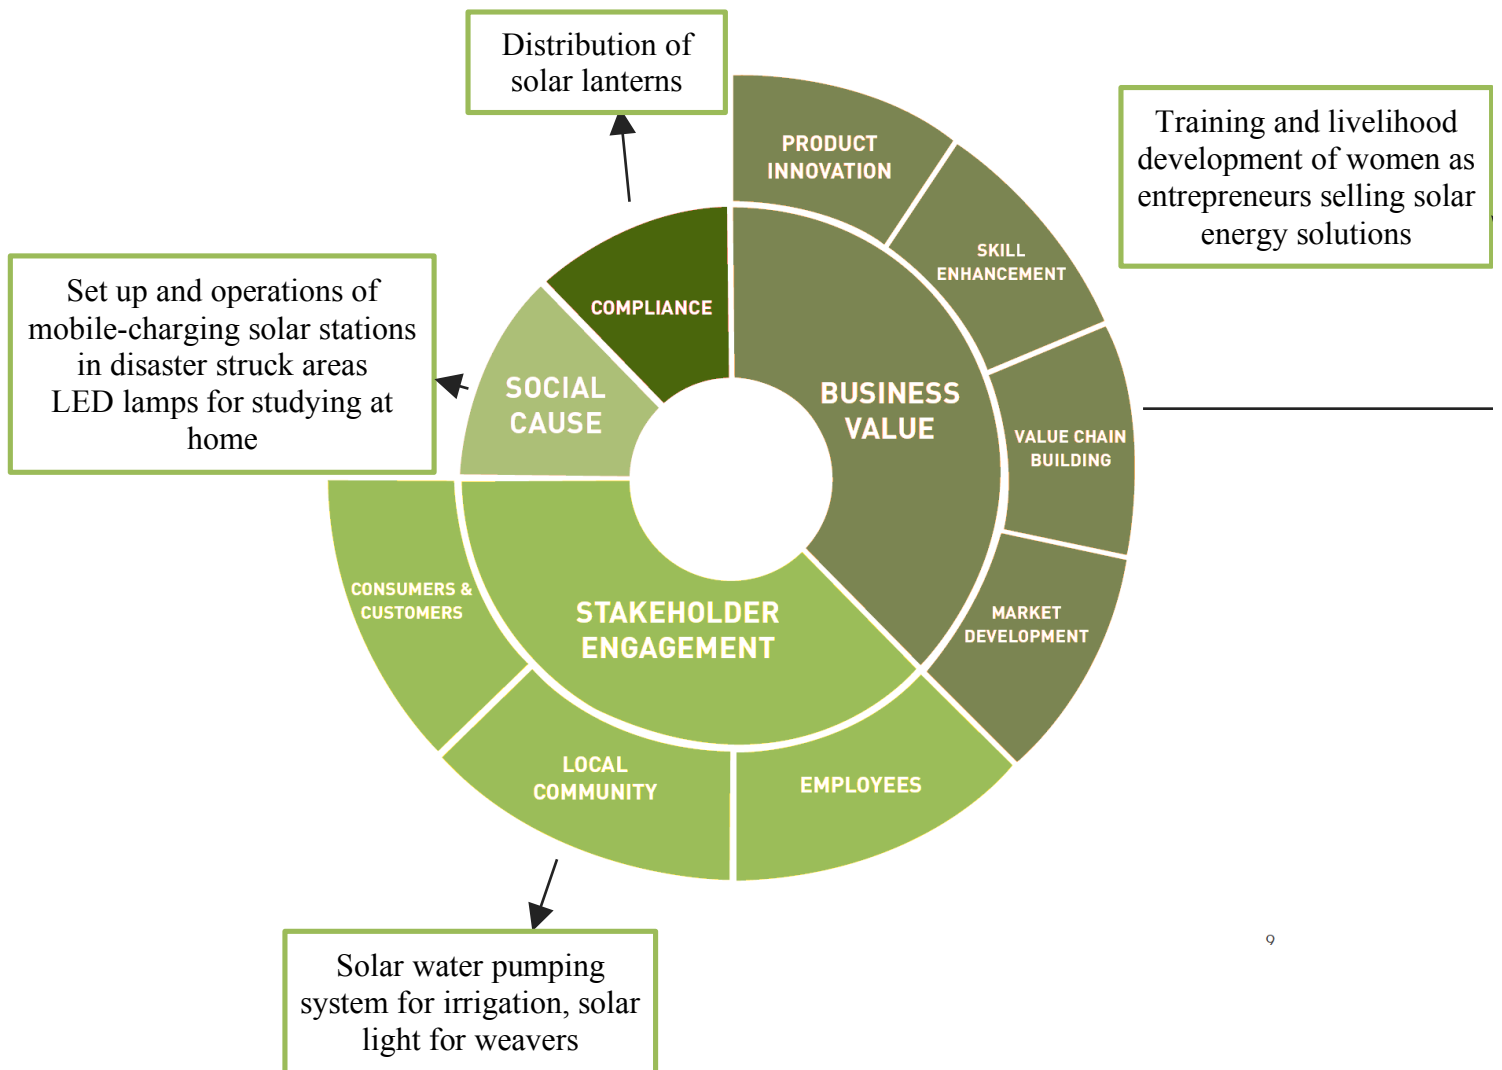 Distribution of
solar lanterns
Training and livelihood
development of women as
entrepreneurs selling solar
energy solutions
Set up and operations of
mobile-charging solar stations
in disaster struck areas
LED lamps for studying at
home
PRODUCT
INNOVATION
SKILL
ENHANCEMENT
COMPLIANCE
SOCIAL
CAUSE
BUSINESS
VALUE
VALUE CHAIN
BUILDING
CONSUMERS &
CUSTOMERS
STAKEHOLDER
ENGAGEMENT
MARKET
DEVELOPMENT
LOCAL
COMMUNITY
EMPLOYEES
9
Solar water pumping
system for irrigation, solar
light for weavers